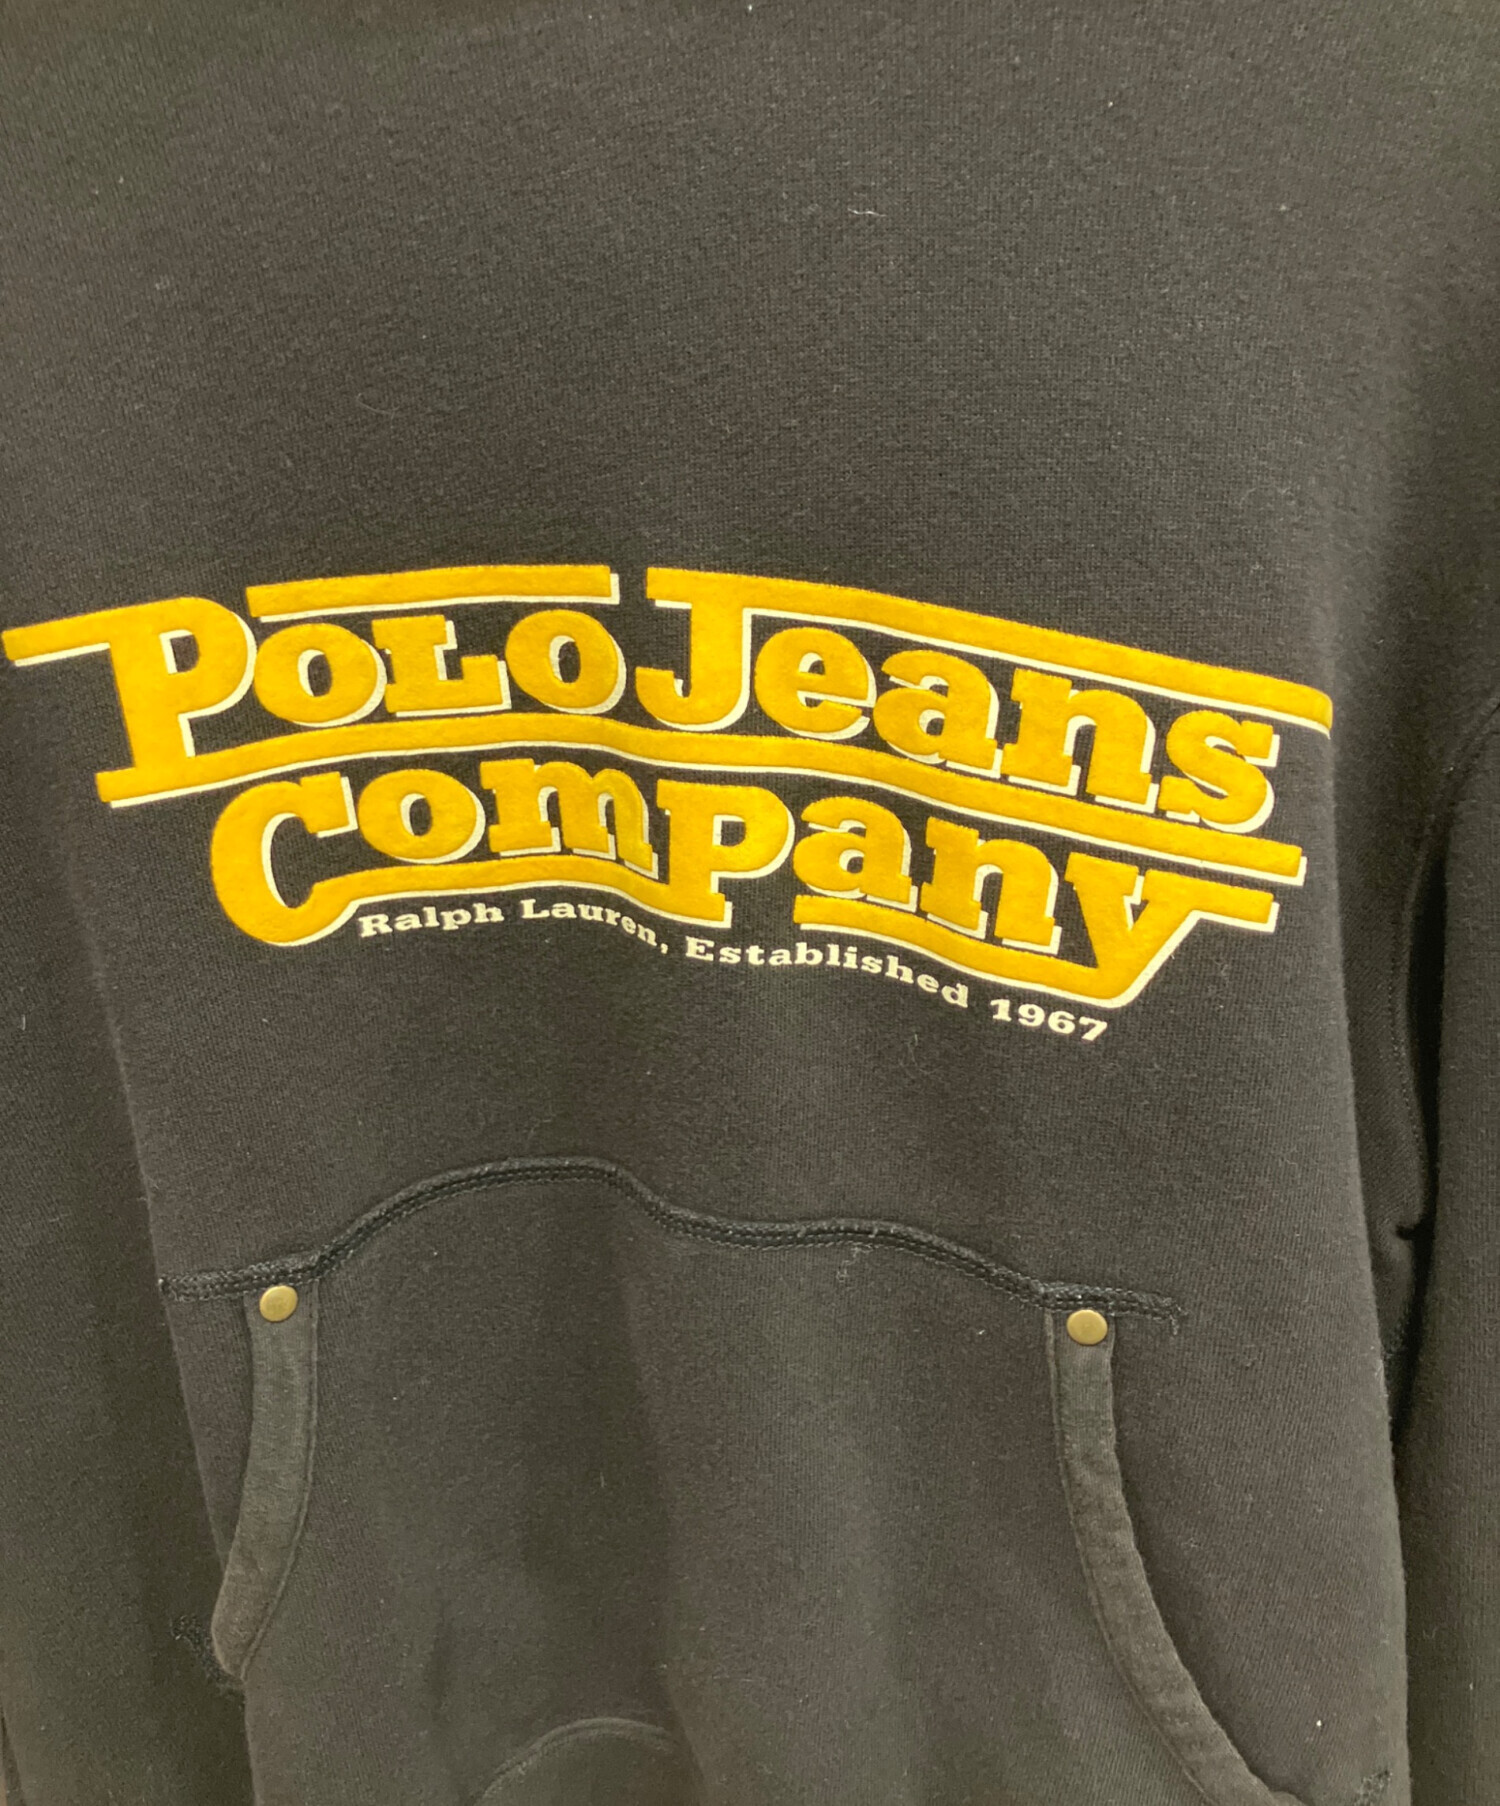 Polo Jeans
Company
Ralph Lauren, Established 1967